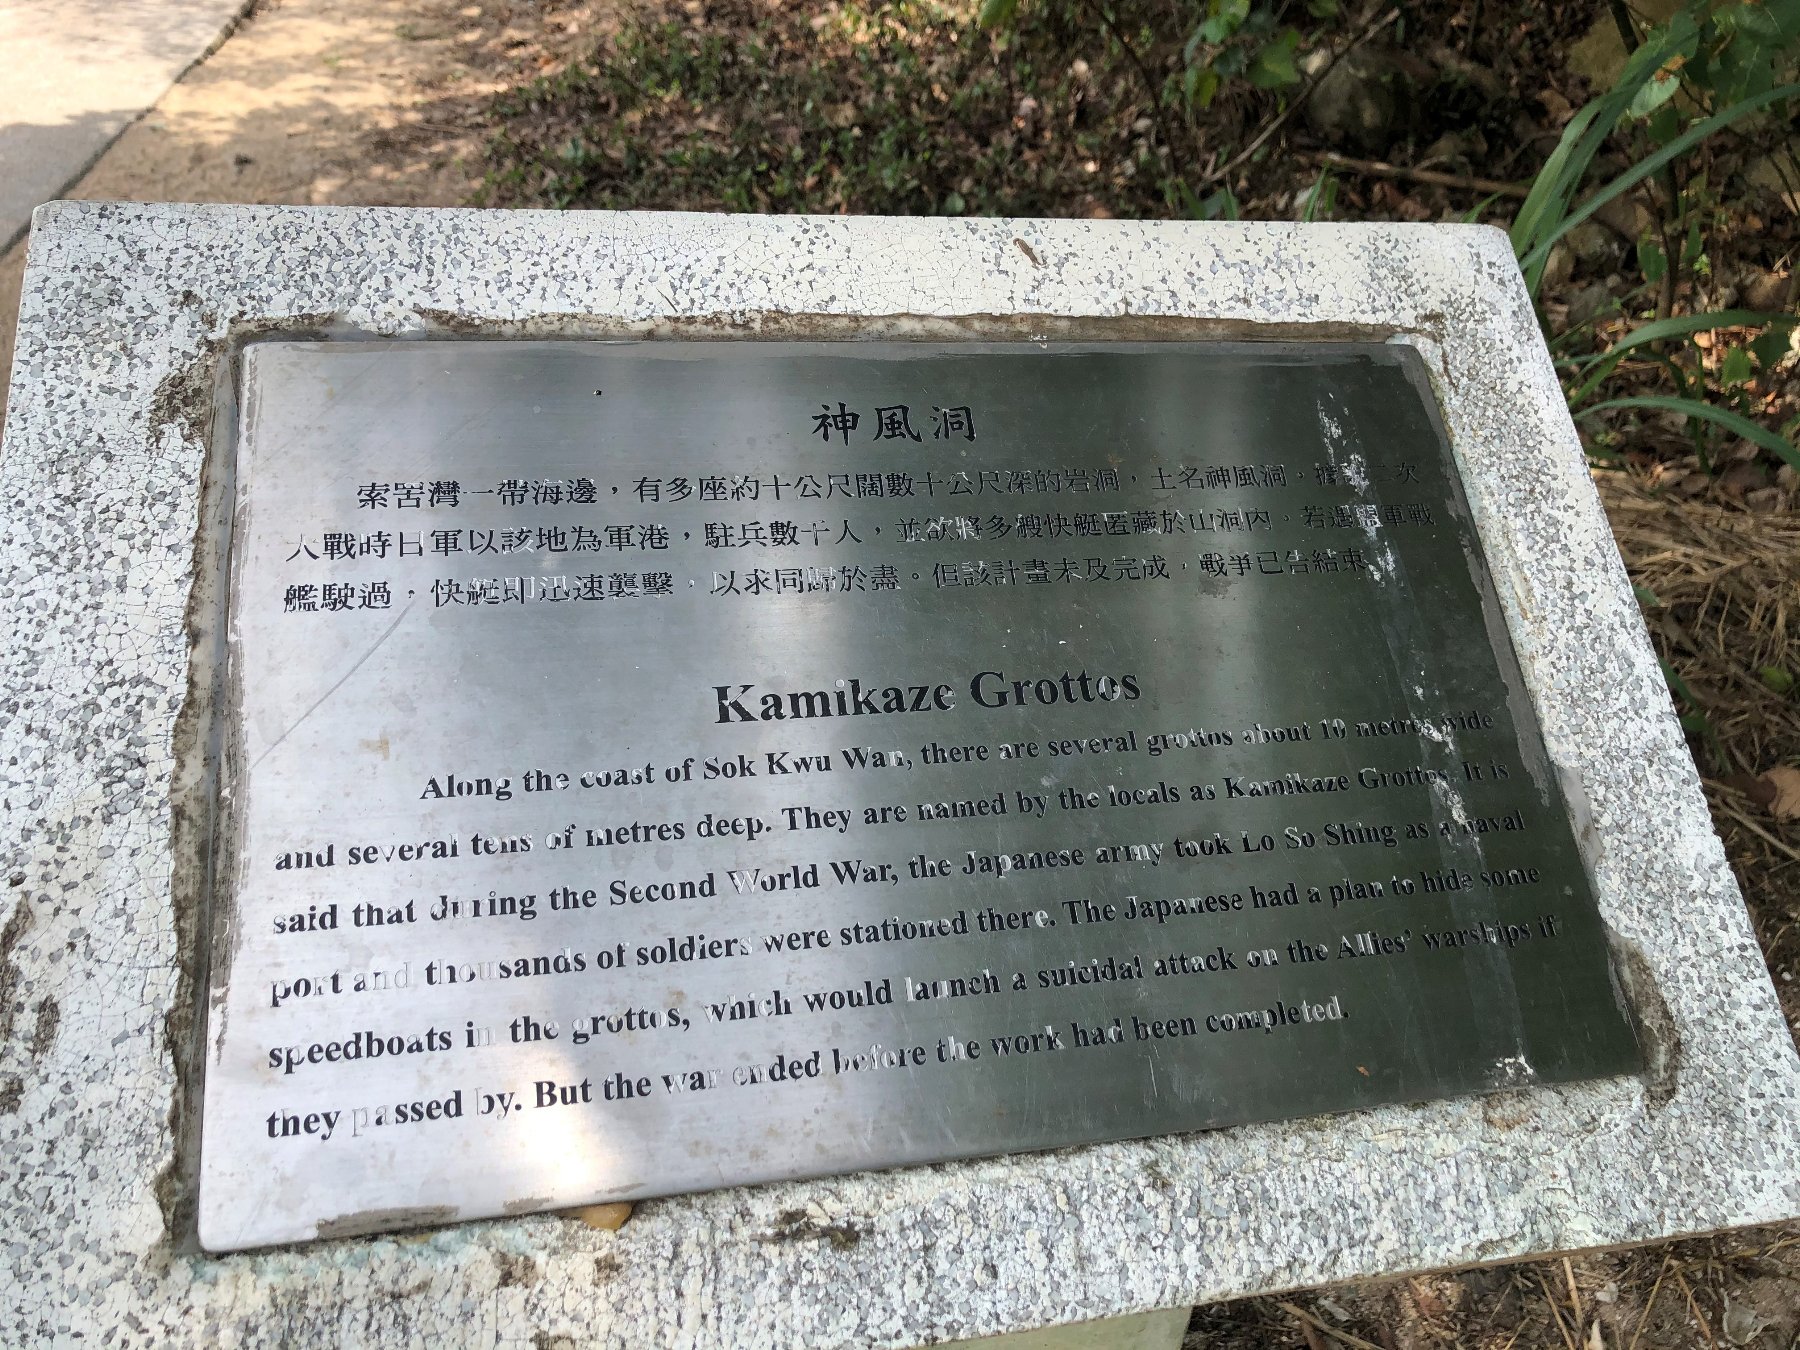 神風洞
索罟灣一帶海邊，有多座約十公尺闊數十公尺深的岩洞，土名神風洞。據 二次
大戰時日軍以該地為軍港，駐兵數千人，並欲將多艘快艇匿藏於山洞內。若遇盟軍戰
艦駛過，快艇即迅速襲擊，以求同歸於盡。但該計畫未及完成，戰爭已告結束
Kamikaze Grottos
Along the coast of Sok Kwu Wan, there are several grottos about 10 metres wide
and several tens of metres deep. They are named by the locals as Kamikaze Grottos. It is
said that during the Second World War, the Japanese army took Lo So Shing as a naval
port and thousands of soldiers were stationed there. The Japanese had a plan to hide some
speedboats in the grottos, which would launch a suicidal attack on the Allies' warships if
they passed by. But the war ended before the work had been completed.